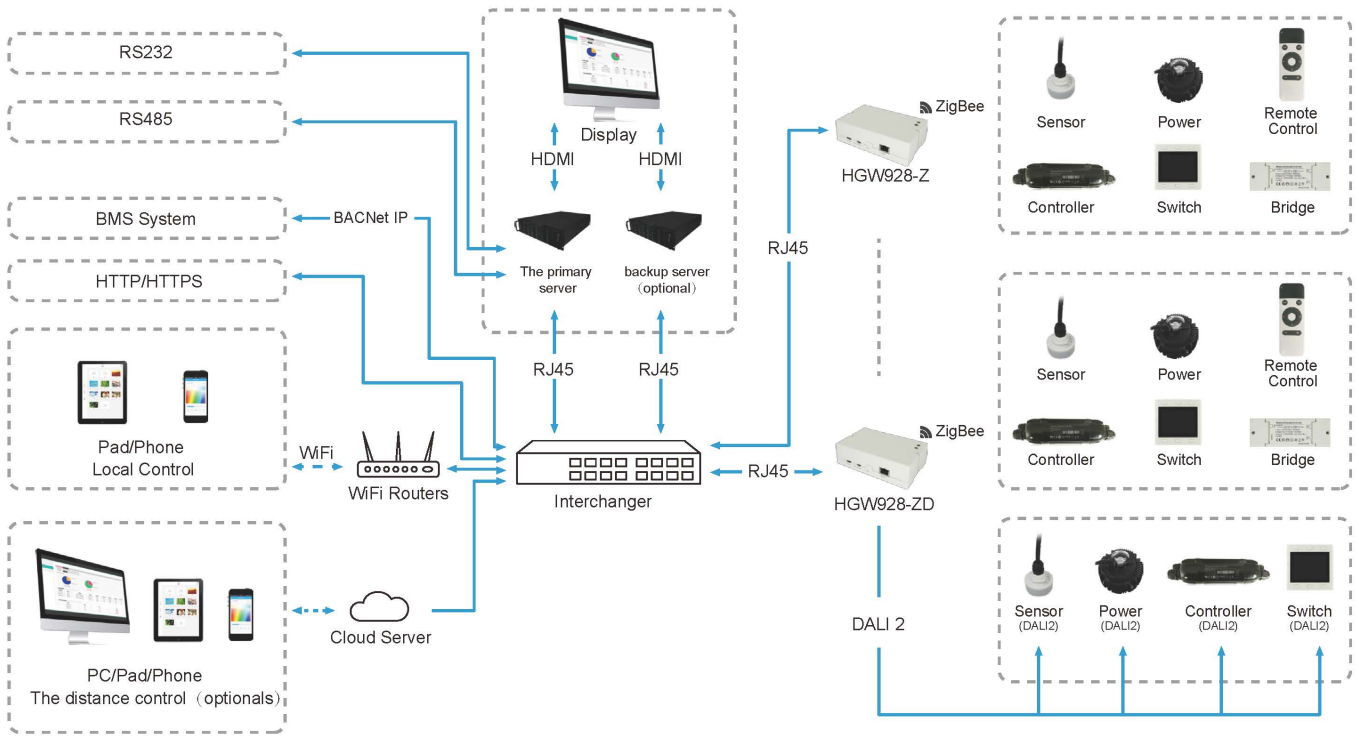 RS232
RS485
BMS System
HTTP/HTTPS
BACNet IP
Pad/Phone
Local Control
WiFi
WiFi Routers
PC/Pad/Phone
The distance control（optionals）
Cloud Server
Display
HDMI
HDMI
The primary
server
backup server
（optional）
RJ45
RJ45
Interchanger
RJ45
RJ45
ZigBee
HGW928-Z
ZigBee
HGW928-ZD
DALI 2
Sensor
Power
Remote
Control
Controller
Switch
Bridge
Sensor
Power
Remote
Control
Controller
Switch
Bridge
Sensor
(DALI2)
Power
(DALI2)
Controller
(DALI2)
Switch
(DALI2)